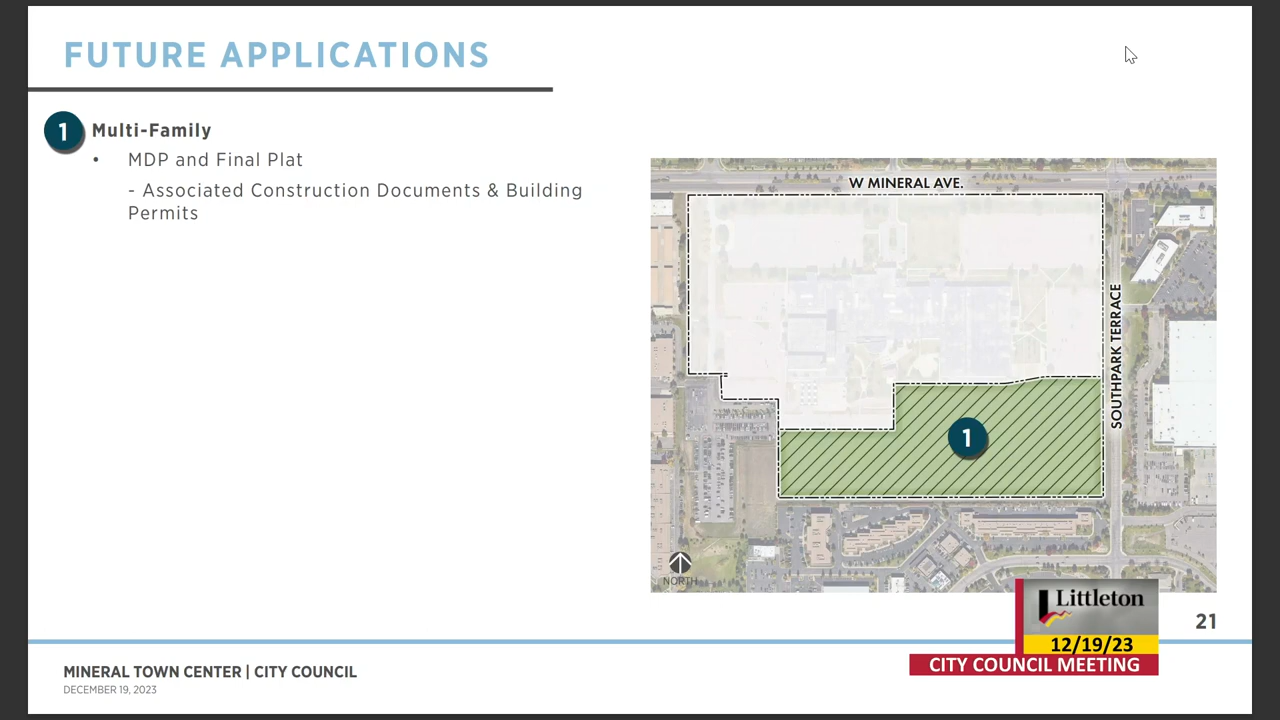 FUTURE APPLICATIONS
1 Multi-Family
• MDP and Final Plat
- Associated Construction Documents & Building
Permits
W MINERAL AVE.
SOUTHPARK TERRACE
1
NORTH
Littleton
12/19/23
CITY COUNCIL MEETING
21
MINERAL TOWN CENTER | CITY COUNCIL
DECEMBER 19, 2023